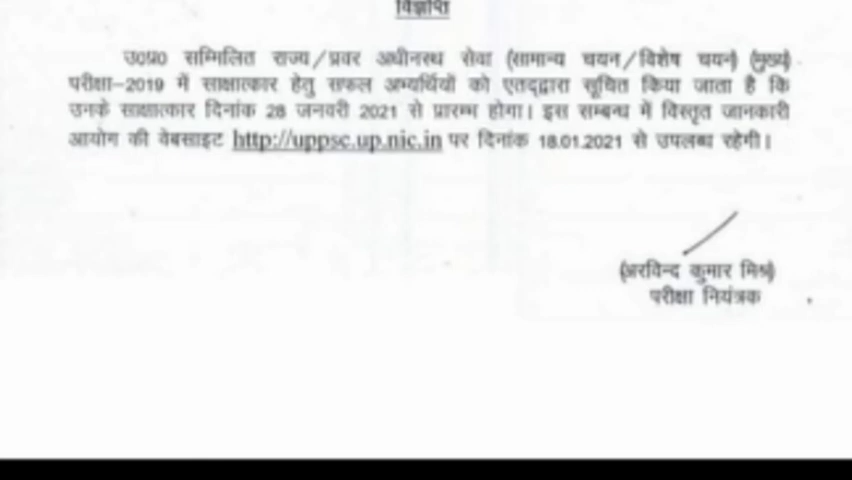 विज्ञप्ति
उ०प्र० सम्मिलित राज्य/प्रवर अधीनस्थ सेवा (सामान्य चयन/विशेष चयन) (मुख्य)
परीक्षा–2019 में साक्षात्कार हेतु सफल अभ्यर्थियों को एतद्द्वारा सूचित किया जाता है कि
उनके साक्षात्कार दिनांक 28 जनवरी 2021 से प्रारम्भ होगा। इस सम्बन्ध में विस्तृत जानकारी
आयोग की वेबसाइट http://uppsc.up.nic.in पर दिनांक 18.01.2021 से उपलब्ध रहेगी।
(अरविन्द कुमार मिश्र)
परीक्षा नियंत्रक